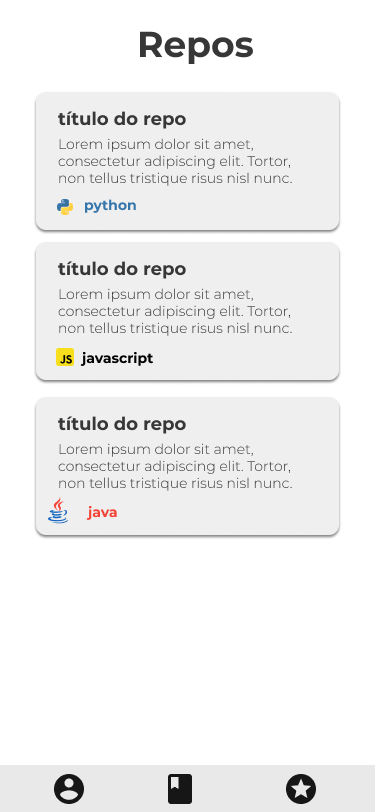 Repos
título do repo
Lorem ipsum dolor sit amet,
consectetur adipiscing elit. Tortor,
non tellus tristique risus nisl nunc.
python
título do repo
Lorem ipsum dolor sit amet,
consectetur adipiscing elit. Tortor,
non tellus tristique risus nisl nunc.
JS javascript
título do repo
Lorem ipsum dolor sit amet,
consectetur adipiscing elit. Tortor,
non tellus tristique risus nisl nunc.
java